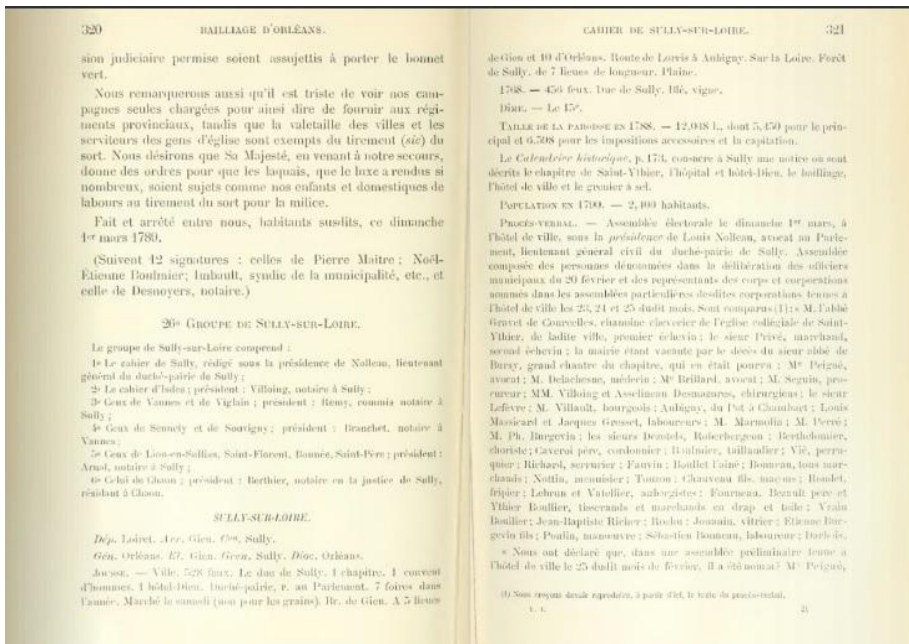 320 BAILLIAGE D'ORLÉANS.
sion judiciaire permise soient assujettis à porter le bonnet
vert.
Nous remarquerons aussi qu'il est triste de voir nos cam-
pagnes seules chargées pour ainsi dire de fournir aux régi-
ments provinciaux, tandis que la valetaille des villes et les
serviteurs des gens d'église sont exempts du tirement (sic) du
sort. Nous désirons que Sa Majesté, en venant à notre secours,
donne des ordres pour que les laquais, que le luxe a rendus si
nombreux, soient sujets comme nos enfants et domestiques de
labours au tirement du sort pour la milice.
Fait et arrêté entre nous, habitants susdits, ce dimanche
1er mars 1789.
(Suivent 12 signatures : celles de Pierre Maitre ; Noël-
Étienne Boulmier; Imbault, syndic de la municipalité, etc., et
celle de Desnoyers, notaire.)
26e GROUPE DE SULLY-SUR-LOIRE.
Le groupe de Sully-sur-Loire comprend :
1o Le cahier de Sully, rédigé sous la présidence de Nolleau, lieutenant
général du duché-pairie de Sully ;
2o Le cahier d'Isdes ; président : Villoing, notaire à Sully ;
3o Ceux de Vannes et de Viglain ; président : Remy, commis notaire à
Sully ;
4o Ceux de Sennely et de Souvigny ; président : Branchet, notaire à
Vannes ;
5o Ceux de Lion-en-Sullias, Saint-Florent, Bonnée, Saint-Père ; président :
notaire à Sully ;
6o Celui de ; président : Berthier, notaire en la justice de Sully,
résidant à
SULLY-SUR-LOIRE.
Dép. Loiret. Arr. Gien. Con. Sully.
Gén. Orléans. El. Gien. Gren. Sully. Dioc. Orléans.
JOUSSE. — Ville. 528 feux. Le duc de Sully. 1 chapitre. 1 couvent
d'hommes. 1 hôtel-Dieu. Duché-pairie, r. au Parlement. 7 foires dans
l'année. Marché le samedi (non pour les grains). Br. de Gien. A 5 lieues
CAHIER DE SULLY-SUR-LOIRE. 321
de Gien et 10 d'Orléans. Route de Lorris à Aubigny. Sur la Loire. Forêt
de Sully, de 7 lieues de longueur. Plaine.
1768. — 456 feux. Duc de Sully. Blé, vigne.
DÎME. — Le 15e.
TAILLE DE LA PAROISSE EN 1788. — 12,048 l., dont 5,450 pour le prin-
cipal et 6,598 pour les impositions accessoires et la capitation.
Le Calendrier historique, p. 173, consacre à Sully une notice où sont
décrits le chapitre de Saint-Ythier, l'hôpital et hôtel-Dieu, le bailliage,
l'hôtel de ville et le grenier à sel.
POPULATION EN 1790. — 2,100 habitants.
PROCÈS-VERBAL. — Assemblée électorale le dimanche 1er mars, à
l'hôtel de ville, sous la présidence de Louis Nolleau, avocat au Parle-
ment, lieutenant général civil du duché-pairie de Sully. Assemblée
composée des personnes dénommées dans la délibération des officiers
municipaux du 20 février et des représentants des corps et corporations
nommés dans les assemblées particulières desdites corporations tenues à
l'hôtel de ville les 23, 24 et 25 dudit mois. Sont comparus (1) : « M. l'abbé
Gravet de Courcelles, chanoine chevecier de l'église collégiale de Saint-
Ythier, de ladite ville, premier échevin ; le sieur Privé, marchand,
second échevin ; la mairie étant vacante par le décès du sieur abbé de
Bursy, grand chantre du chapitre, qui en était pourvu ; Me Peigné,
avocat ; M. Delachesne, médecin ; Me Brillard, avocat ; M. Seguin, pro-
cureur ; MM. Villoing et Asselineau Desmazures, chirurgiens ; le sieur
Lefèvre ; M. Villault, bourgeois ; Aubigny, du Pot à Chambert ; Louis
Massicard et Jacques Grosset, laboureurs ; M. Marmolia ; M. Perré ;
M. Ph. Burgevin ; les sieurs Dezotels, Roberbergeon ; Berthelonier,
choriste ; Caveroi père, cordonnier ; Boulmier, taillandier ; Vié, perru-
quier ; Richard, serrurier ; Fauvin ; Boullet l'aîné ; Bonneau, tous mar-
chands ; Nottin, menuisier ; Touzon ; Chauveau fils, maçons ; Roulet,
fripier ; Lebrun et Vatellier, aubergistes ; Fourneau, Bezault père et
Ythier Boullier, tisserands et marchands en drap et toile ; Vrain
Boullier ; Jean-Baptiste Richer ; Rochu ; Jouanin, vitrier ; Etienne Bur-
gevin fils ; Poulin, manœuvre ; Sébastien Bonneau, laboureur ;
« Nous ont déclaré que, dans une assemblée préliminaire tenue à
l'hôtel de ville le 25 dudit mois de février, il a été nommé Me Peigné,
(1) Nous croyons devoir reproduire, à partir d'ici, le texte du procès-verbal.
T. I. 21